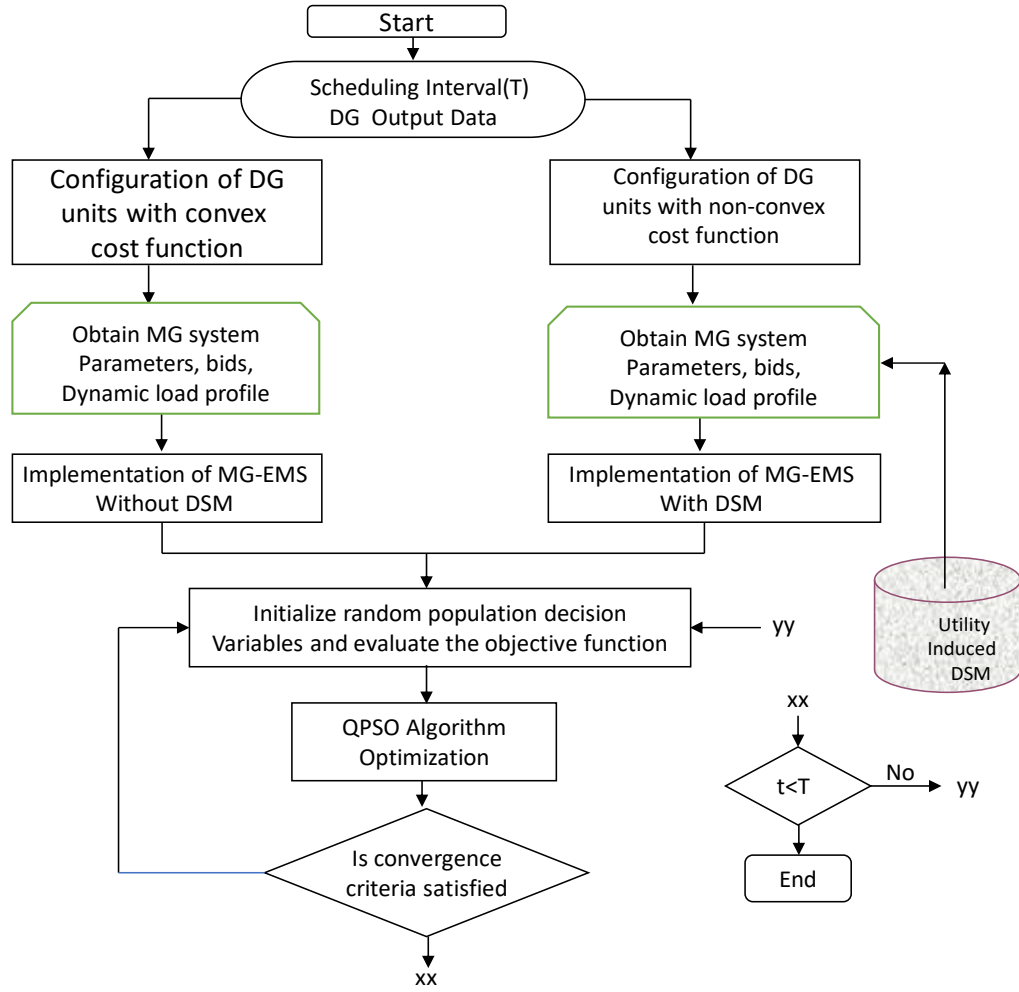 Start
Scheduling Interval(T)
DG Output Data
Configuration of DG
units with convex
cost function
Configuration of DG
units with non-convex
cost function
Obtain MG system
Parameters, bids,
Dynamic load profile
Obtain MG system
Parameters, bids,
Dynamic load profile
Implementation of MG-EMS
Without DSM
Implementation of MG-EMS
With DSM
Initialize random population decision
Variables and evaluate the objective function
yy
Utility
Induced
DSM
QPSO Algorithm
Optimization
xx
t<T
No
yy
Is convergence
criteria satisfied
End
xx